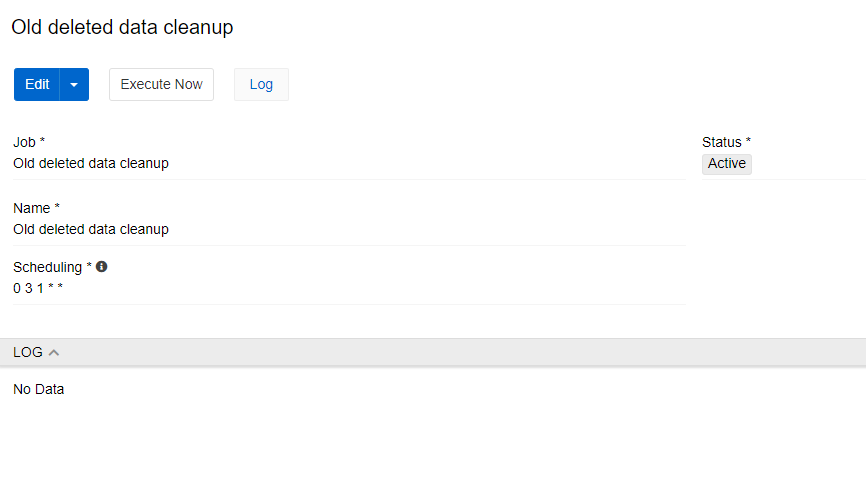 Old deleted data cleanup
Edit Execute Now Log
Job *
Old deleted data cleanup
Status *
Active
Name *
Old deleted data cleanup
Scheduling *
0 3 1 * *
LOG
No Data